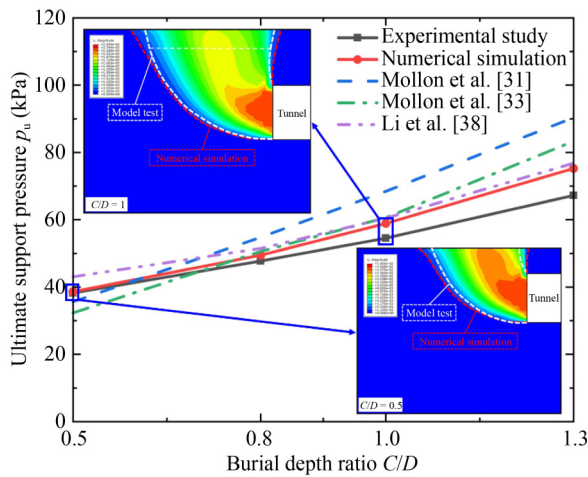 120
100
80
60
40
20
0
0.5
0.8
1.0
1.3
Ultimate support pressure pu (kPa)
Burial depth ratio C/D
Experimental study
Numerical simulation
Mollon et al. [31]
Mollon et al. [33]
Li et al. [38]
Model test
Tunnel
Numerical simulation
C/D = 1
Tunnel
Model test
Numerical simulation
C/D = 0.5